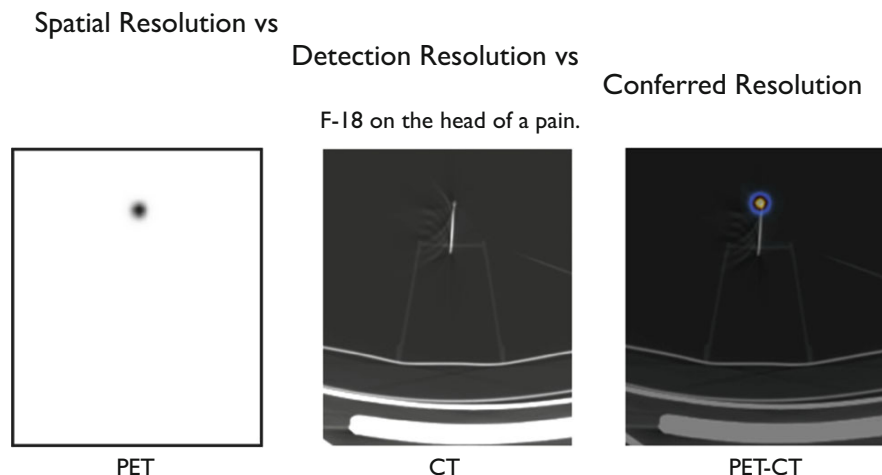 Spatial Resolution vs
Detection Resolution vs
Conferred Resolution
F-18 on the head of a pain.
PET
CT
PET-CT